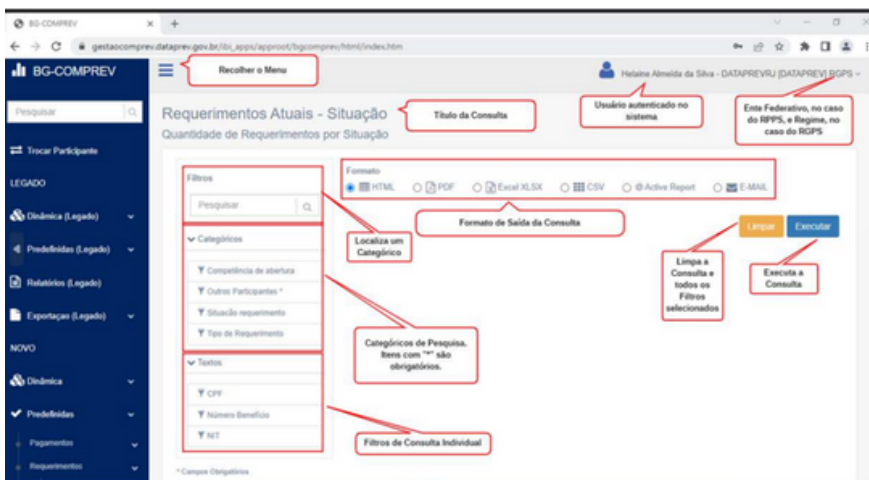 BG-COMPREV
gestaocomprev.dataprev.gov.br/ibi_apps/approot/bgcomprev/html/index.htm
BG-COMPREV
Recolher o Menu
Helaine Almeida da Silva - DATAPREVRJ [DATAPREV] RGPS
Pesquisar
Requerimentos Atuais - Situação
Quantidade de Requerimentos por Situação
Título da Consulta
Usuário autenticado no
sistema
Ente Federativo, no caso
do RPPS, e Regime, no
caso do RGPS
Trocar Participante
LEGADO
Dinâmica (Legado)
Predefinidas (Legado)
Relatórios (Legado)
Exportaçao (Legado)
NOVO
Dinâmica
Predefinidas
Pagamentos
Requerimentos
Filtros
Pesquisar
Categóricos
Competência de abertura
Outros Participantes *
Situacão requerimento
Tipo de Requerimento
Textos
CPF
Número Benefício
NIT
* Campos Obrigatórios
Formato
HTML PDF Excel XLSX CSV @ Active Report E-MAIL
Formato de Saída da Consulta
Localiza um
Categórico
Limpar Executar
Limpa a
Consulta e
todos os
Filtros
selecionados
Executa a
Consulta
Categóricos de Pesquisa.
Itens com "*" são
obrigatórios.
Filtros de Consulta Individual